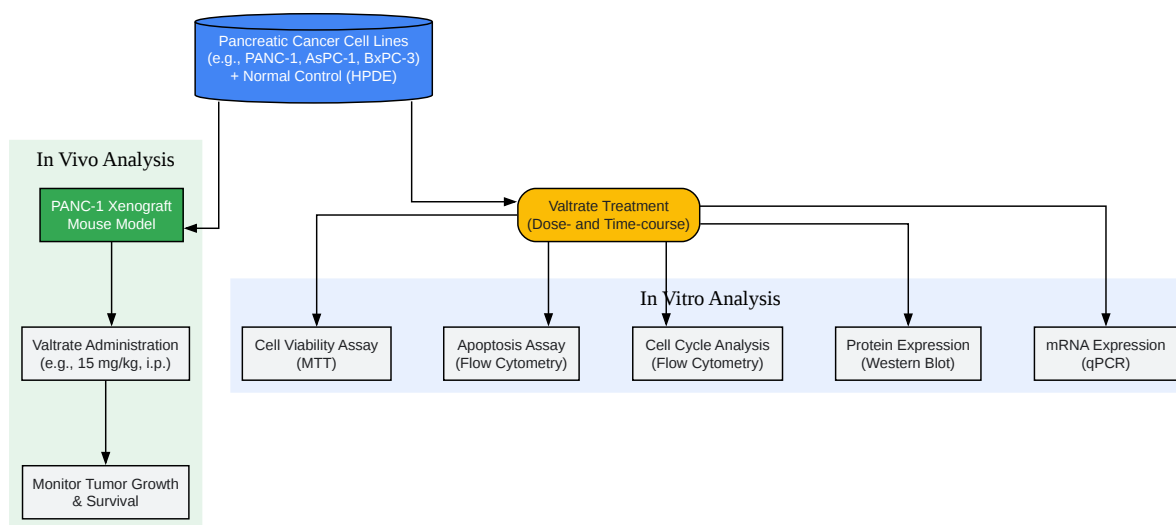 Pancreatic Cancer Cell Lines
(e.g., PANC-1, AsPC-1, BxPC-3)
+ Normal Control (HPDE)
In Vivo Analysis
PANC-1 Xenograft
Mouse Model
Valtrate Treatment
(Dose- and Time-course)
In Vitro Analysis
Valtrate Administration
(e.g., 15 mg/kg, i.p.)
Cell Viability Assay
(MTT)
Apoptosis Assay
(Flow Cytometry)
Cell Cycle Analysis
(Flow Cytometry)
Protein Expression
(Western Blot)
mRNA Expression
(qPCR)
Monitor Tumor Growth
& Survival